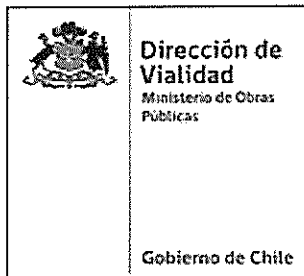 Dirección de
Vialidad
Ministerio de Obras
Públicas
Gobierno de Chile